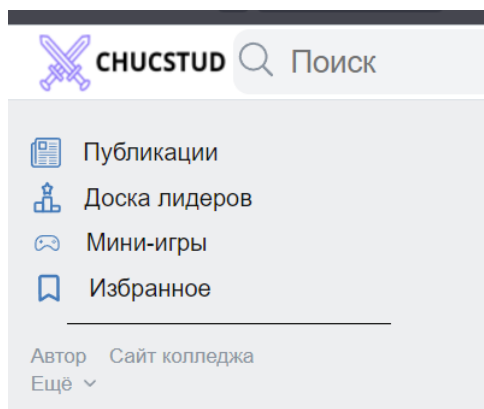 CHUCSTUD Поиск
Публикации
Доска лидеров
Мини-игры
Избранное
Автор Сайт колледжа
Ещё